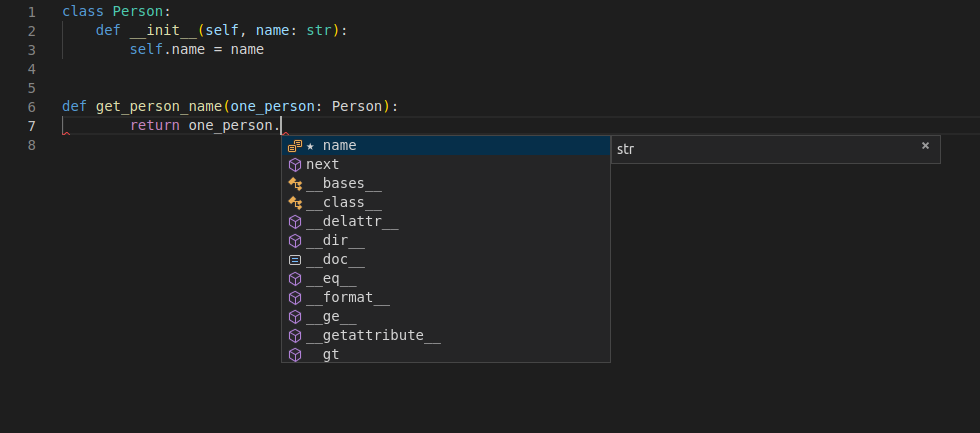 1 class Person:
2 def __init__(self, name: str):
3 self.name = name
4
5
6 def get_person_name(one_person: Person):
7 return one_person.
8
★ name
str ×
next
__bases__
__class__
__delattr__
__dir__
__doc__
__eq__
__format__
__ge__
__getattribute__
__gt